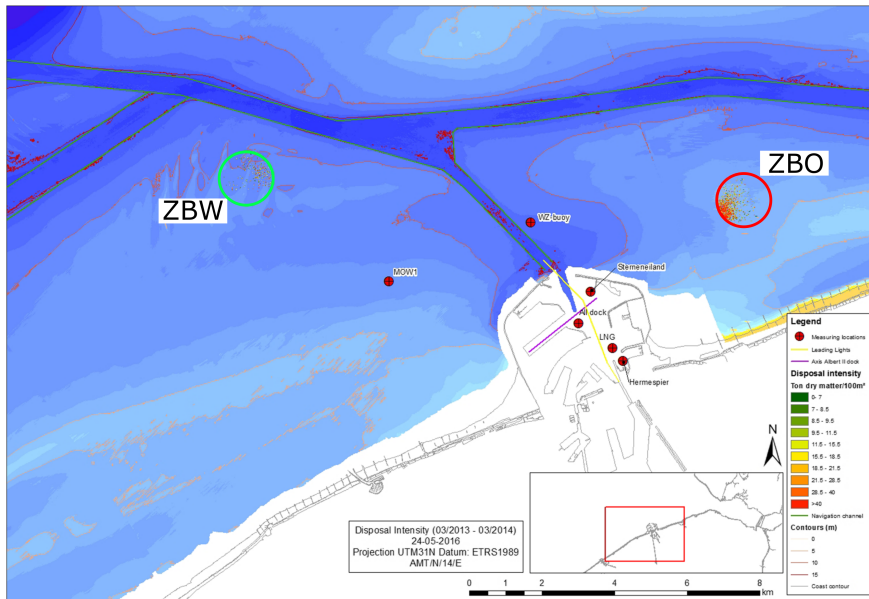 ZBO
ZBW
WZ-buoy
MOW1
Sterneneiland
AII dock
LNG
Hermespier
Legend
Measuring locations
Leading Lights
Axis Albert II dock
Disposal intensity
Ton dry matter/100m²
0- 7
7 - 8.5
8.5 - 9.5
9.5 - 11.5
11.5 - 15.5
15.5 - 18.5
18.5 - 21.5
21.5 - 28.5
28.5 - 40
>40
Navigation channel
Contours (m)
0
5
10
15
Coast contour
N
Disposal Intensity (03/2013 - 03/2014)
24-05-2016
Projection UTM31N Datum: ETRS1989
AMT/N/14/E
0 1 2 4 6 8
km